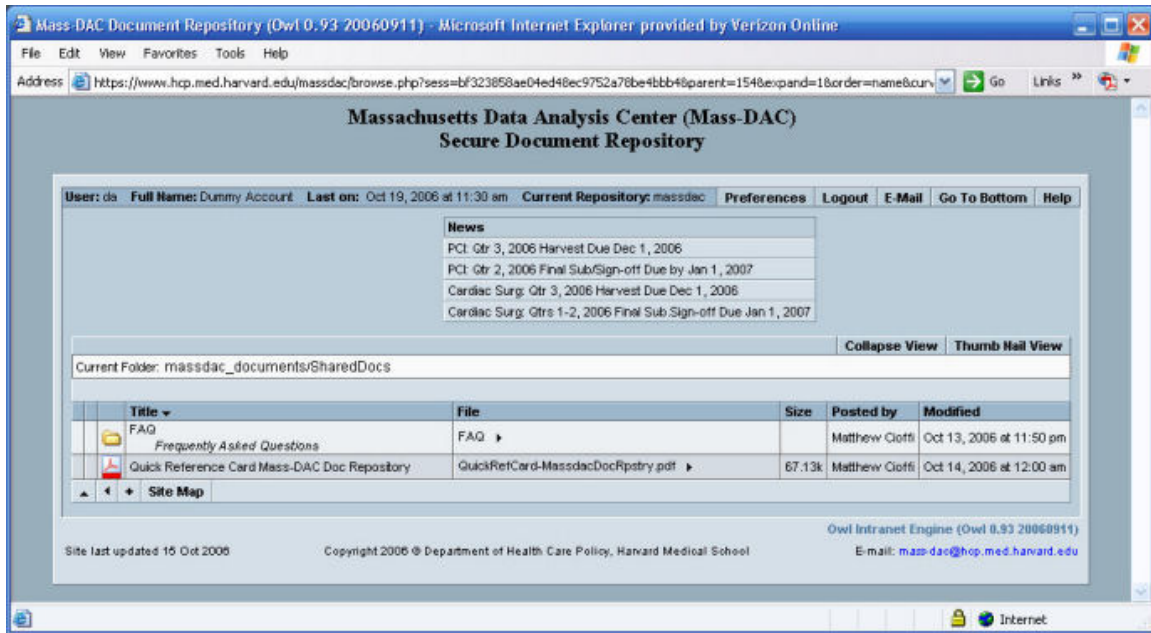 Mass-DAC Document Repository (Owl 0.93 20060911) - Microsoft Internet Explorer provided by Verizon Online
File Edit View Favorites Tools Help
Address https://www.hcp.med.harvard.edu/massdac/browse.php?sess=bf323858ae04ed48ec9752a78be4bbb4&parent=154&expand=1&order=name&curv Go Links »
Massachusetts Data Analysis Center (Mass-DAC)
Secure Document Repository
User: da Full Name: Dummy Account Last on: Oct 19, 2006 at 11:30 am Current Repository: massdac Preferences Logout E-Mail Go To Bottom Help
News
PCI: Qtr 3, 2006 Harvest Due Dec 1, 2006
PCI: Qtr 2, 2006 Final Sub/Sign-off Due by Jan 1, 2007
Cardiac Surg: Qtr 3, 2006 Harvest Due Dec 1, 2006
Cardiac Surg: Qtrs 1-2, 2006 Final Sub.Sign-off Due Jan 1, 2007
Collapse View Thumb Nail View
Current Folder: massdac_documents/SharedDocs
Title File Size Posted by Modified
FAQ FAQ Matthew Cioffi Oct 13, 2006 at 11:50 pm
Frequently Asked Questions
Quick Reference Card Mass-DAC Doc Repository QuickRefCard-MassdacDocRpstry.pdf 67.13k Matthew Cioffi Oct 14, 2006 at 12:00 am
Site Map
Owl Intranet Engine (Owl 0.93 20060911)
Site last updated 16 Oct 2006 Copyright 2006 © Department of Health Care Policy, Harvard Medical School E-mail: mass-dac@hcp.med.harvard.edu
Internet